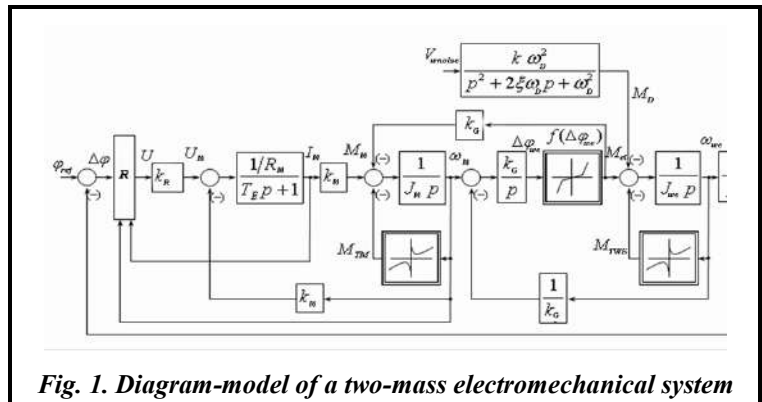 V_wnoise
k ω_D^2
p^2 + 2ξω_D p + ω_D^2
M_D
k_G
f(Δφ_we)
φ_ref
Δφ
U
U_M
I_M
M_M
ω_M
Δφ_we
M_el
ω_we
(-)
(-)
(-)
(-)
(-)
R
k_R
1/R_M
T_E p + 1
k_M
1
J_M p
k_G
p
1
J_we p
(-)
(-)
M_TM
M_TWE
k_M
1
k_G
Fig. 1. Diagram-model of a two-mass electromechanical system